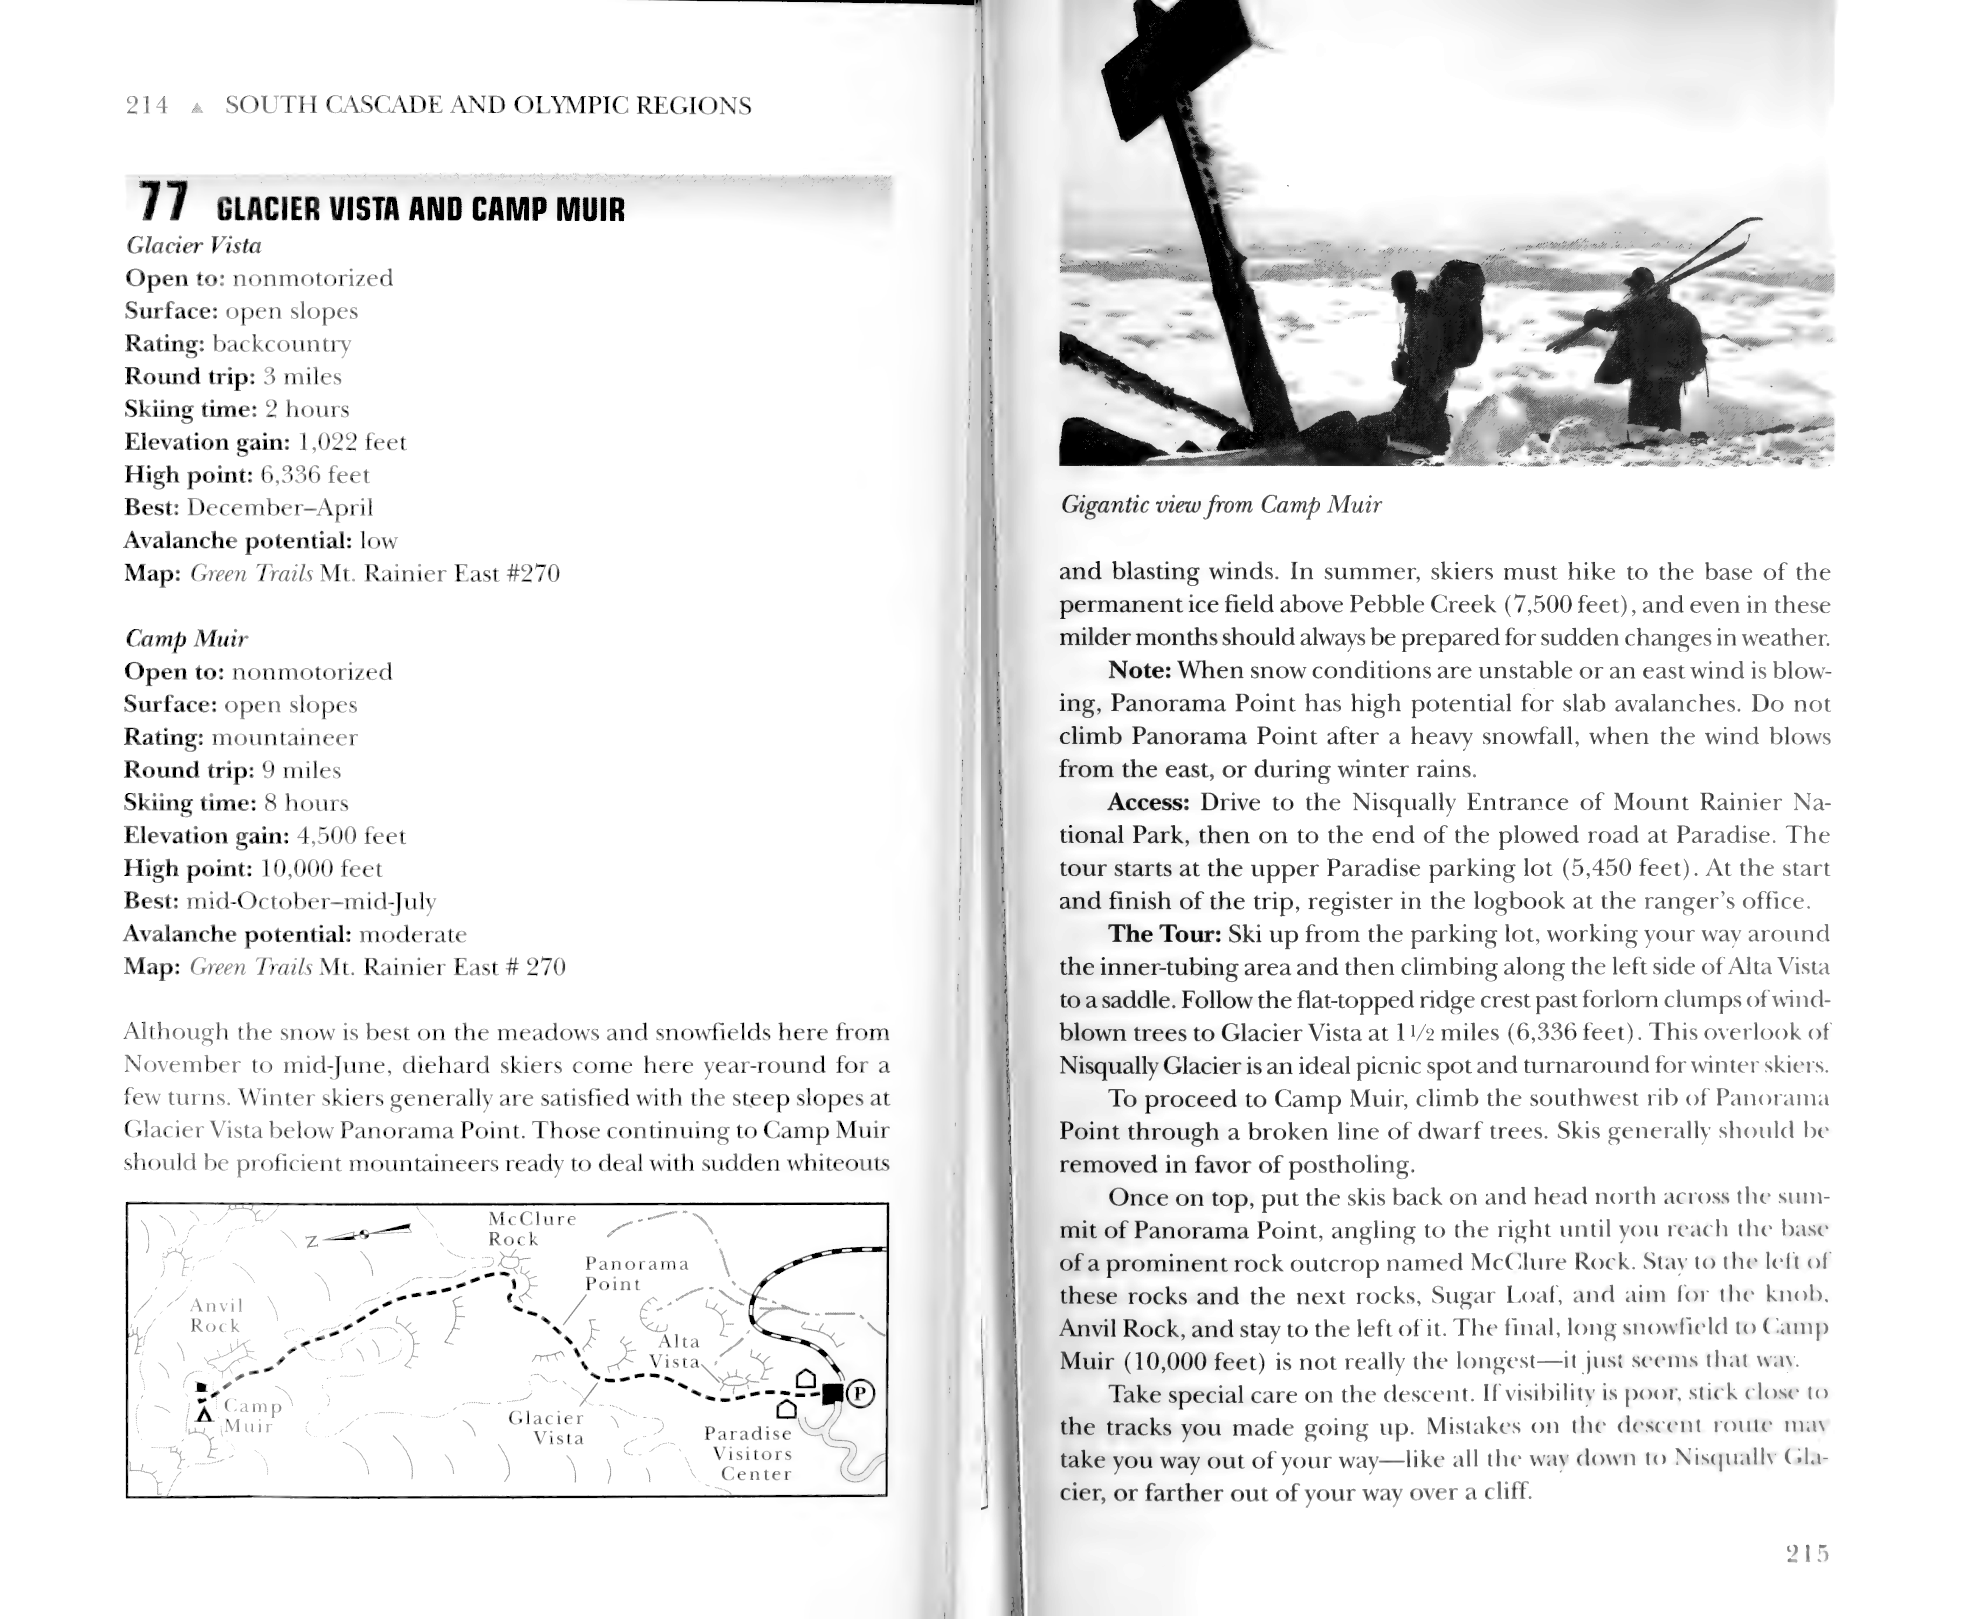 214 ▲ SOUTH CASCADE AND OLYMPIC REGIONS
77 GLACIER VISTA AND CAMP MUIR
Glacier Vista
Open to: nonmotorized
Surface: open slopes
Rating: backcountry
Round trip: 3 miles
Skiing time: 2 hours
Elevation gain: 1,022 feet
High point: 6,336 feet
Best: December–April
Avalanche potential: low
Map: Green Trails Mt. Rainier East #270
Camp Muir
Open to: nonmotorized
Surface: open slopes
Rating: mountaineer
Round trip: 9 miles
Skiing time: 8 hours
Elevation gain: 4,500 feet
High point: 10,000 feet
Best: mid-October–mid-July
Avalanche potential: moderate
Map: Green Trails Mt. Rainier East # 270
Although the snow is best on the meadows and snowfields here from
November to mid-June, diehard skiers come here year-round for a
few turns. Winter skiers generally are satisfied with the steep slopes at
Glacier Vista below Panorama Point. Those continuing to Camp Muir
should be proficient mountaineers ready to deal with sudden whiteouts
McClure
Rock
Z
Panorama
Point
Anvil
Rock
Alta
Vista
P
Camp
Muir
Glacier
Vista
Paradise
Visitors
Center
Gigantic view from Camp Muir
and blasting winds. In summer, skiers must hike to the base of the
permanent ice field above Pebble Creek (7,500 feet), and even in these
milder months should always be prepared for sudden changes in weather.
Note: When snow conditions are unstable or an east wind is blow-
ing, Panorama Point has high potential for slab avalanches. Do not
climb Panorama Point after a heavy snowfall, when the wind blows
from the east, or during winter rains.
Access: Drive to the Nisqually Entrance of Mount Rainier Na-
tional Park, then on to the end of the plowed road at Paradise. The
tour starts at the upper Paradise parking lot (5,450 feet). At the start
and finish of the trip, register in the logbook at the ranger's office.
The Tour: Ski up from the parking lot, working your way around
the inner-tubing area and then climbing along the left side of Alta Vista
to a saddle. Follow the flat-topped ridge crest past forlorn clumps of wind-
blown trees to Glacier Vista at 1 1/2 miles (6,336 feet). This overlook of
Nisqually Glacier is an ideal picnic spot and turnaround for winter skiers.
To proceed to Camp Muir, climb the southwest rib of Panorama
Point through a broken line of dwarf trees. Skis generally should be
removed in favor of postholing.
Once on top, put the skis back on and head north across the sum-
mit of Panorama Point, angling to the right until you reach the base
of a prominent rock outcrop named McClure Rock. Stay to the left of
these rocks and the next rocks, Sugar Loaf, and aim for the knob,
Anvil Rock, and stay to the left of it. The final, long snowfield to Camp
Muir (10,000 feet) is not really the longest—it just seems that way.
Take special care on the descent. If visibility is poor, stick close to
the tracks you made going up. Mistakes on the descent route may
take you way out of your way—like all the way down to Nisqually Gla-
cier, or farther out of your way over a cliff.
215